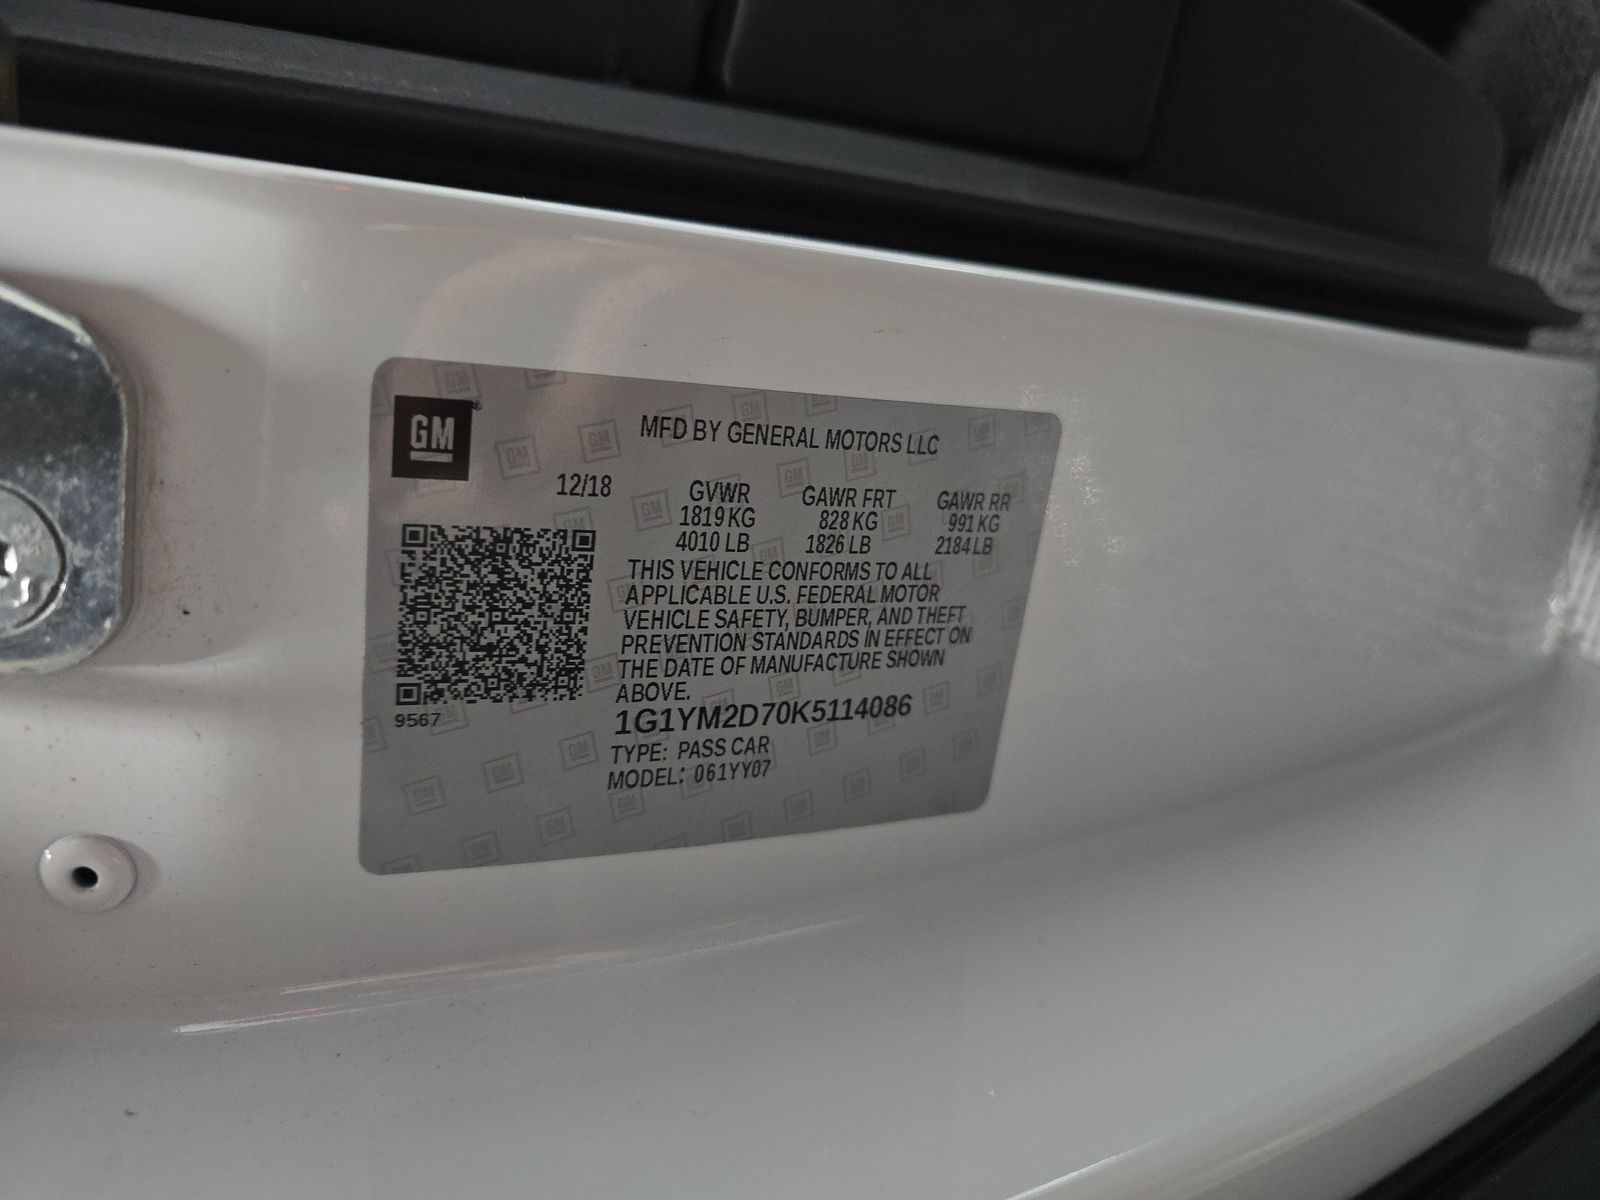 GM
MFD BY GENERAL MOTORS LLC
12/18 GVWR GAWR FRT GAWR RR
1819 KG 828 KG 991 KG
4010 LB 1826 LB 2184 LB
THIS VEHICLE CONFORMS TO ALL
APPLICABLE U.S. FEDERAL MOTOR
VEHICLE SAFETY, BUMPER, AND THEFT
PREVENTION STANDARDS IN EFFECT ON
THE DATE OF MANUFACTURE SHOWN
ABOVE.
9567
1G1YM2D70K5114086
TYPE: PASS CAR
MODEL: 061YY07